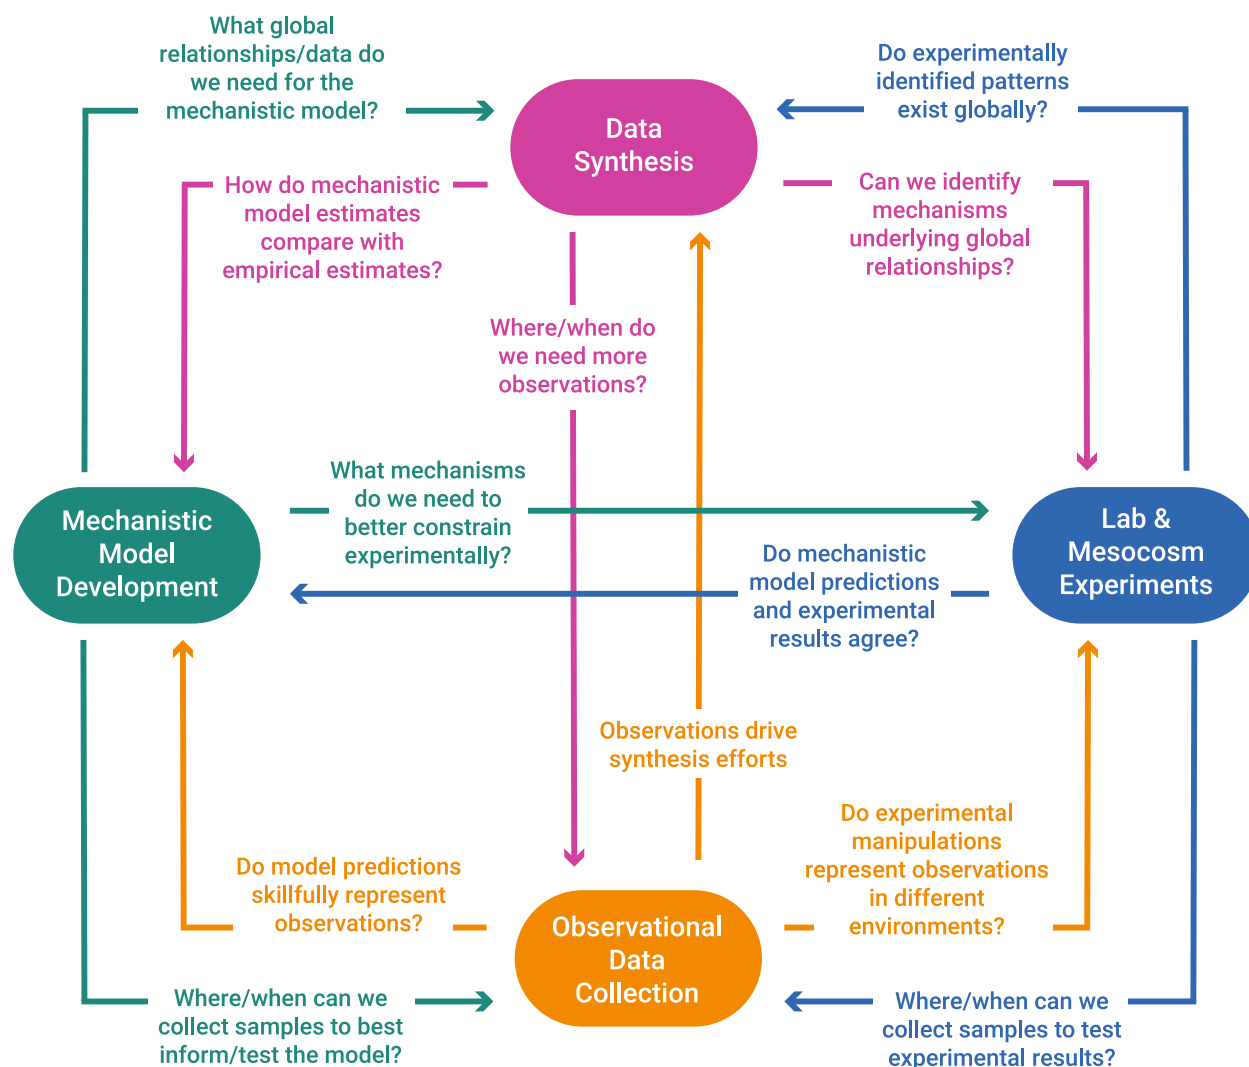 What global
relationships/data do
we need for the
mechanistic model?
Do experimentally
identified patterns
exist globally?
Data
Synthesis
How do mechanistic
model estimates
compare with
empirical estimates?
Can we identify
mechanisms
underlying global
relationships?
Where/when do
we need more
observations?
What mechanisms
do we need to
better constrain
experimentally?
Mechanistic
Model
Development
Lab &
Mesocosm
Experiments
Do mechanistic
model predictions
and experimental
results agree?
Observations drive
synthesis efforts
Do model predictions
skillfully represent
observations?
Do experimental
manipulations
represent observations
in different
environments?
Observational
Data
Collection
Where/when can we
collect samples to best
inform/test the model?
Where/when can we
collect samples to test
experimental results?